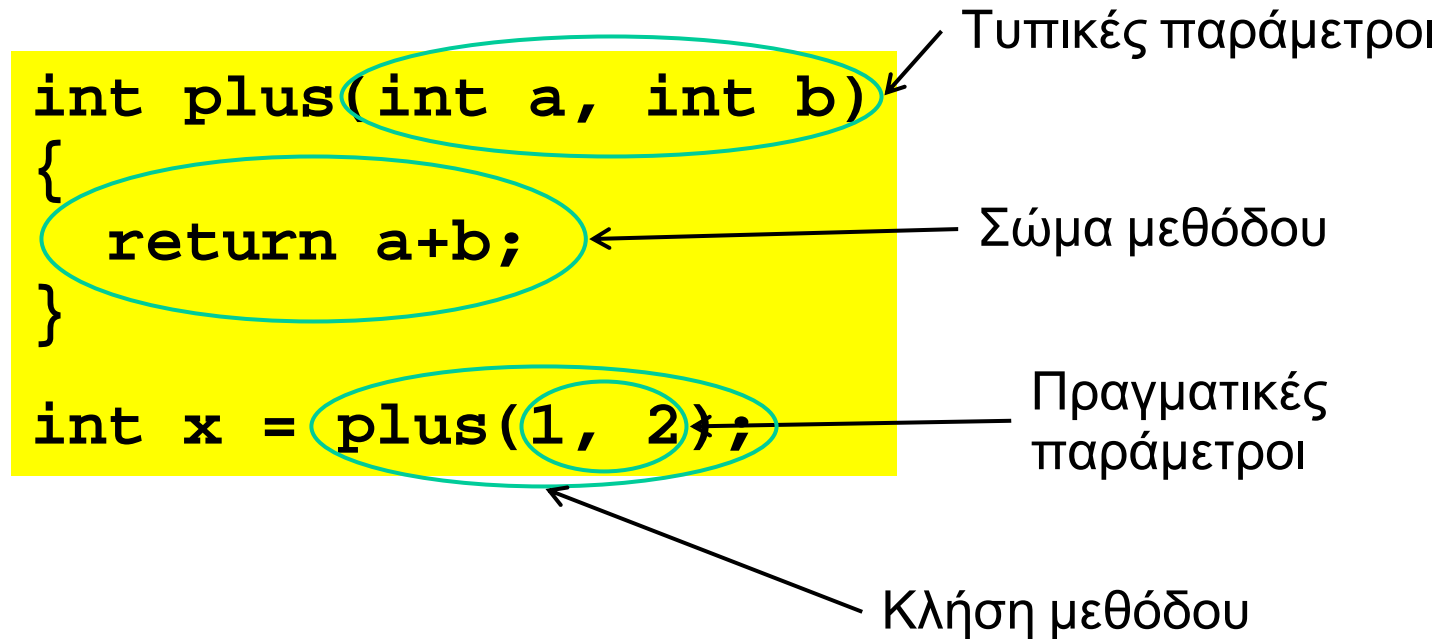 Τυπικές παράμετροι
int plus(int a, int b)
{
return a+b;
}
Σώμα μεθόδου
int x = plus(1, 2);
Πραγματικές
παράμετροι
Κλήση μεθόδου